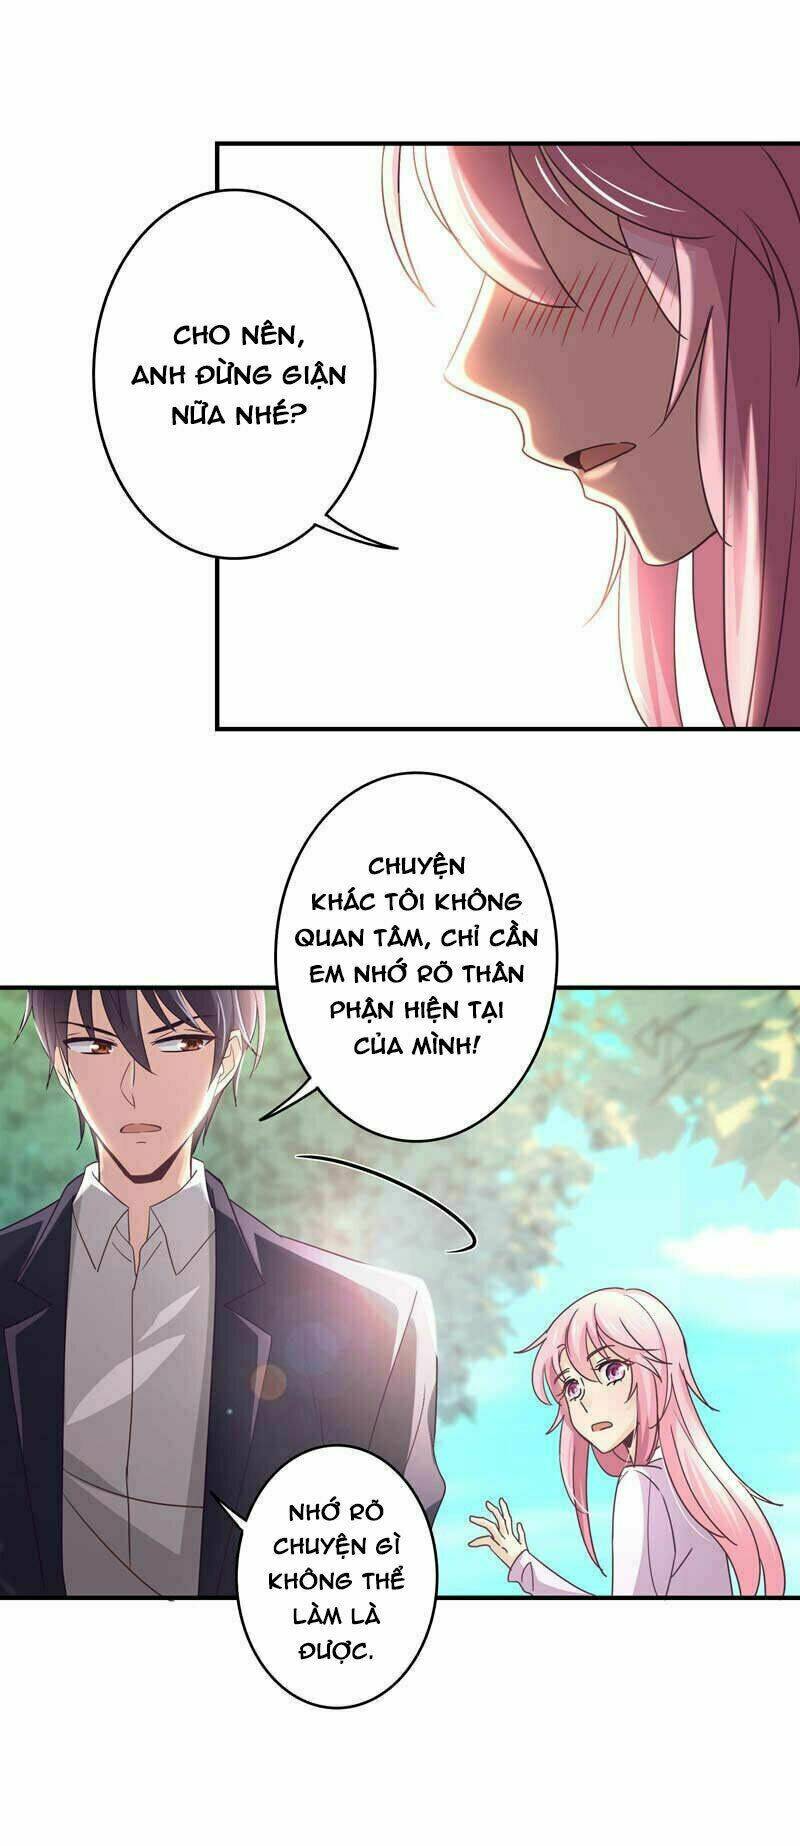 CHO NÊN,
ANH ĐỪNG GIẬN
NỮA NHÉ?
CHUYỆN
KHÁC TÔI KHÔNG
QUAN TÂM, CHỈ CẦN
EM NHỚ RÕ THÂN
PHẬN HIỆN TẠI
CỦA MÌNH!
NHỚ RÕ
CHUYỆN GÌ
KHÔNG THỂ
LÀM LÀ
ĐƯỢC.